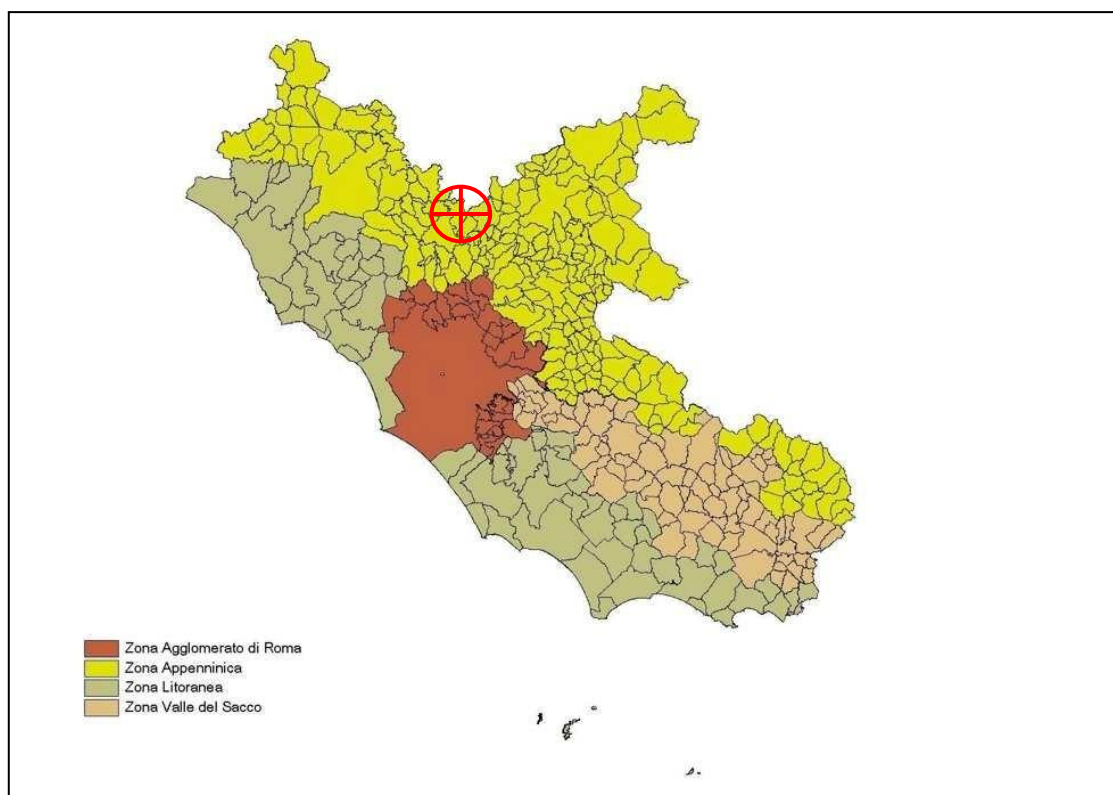 Zona Agglomerato di Roma
Zona Appenninica
Zona Litoranea
Zona Valle del Sacco